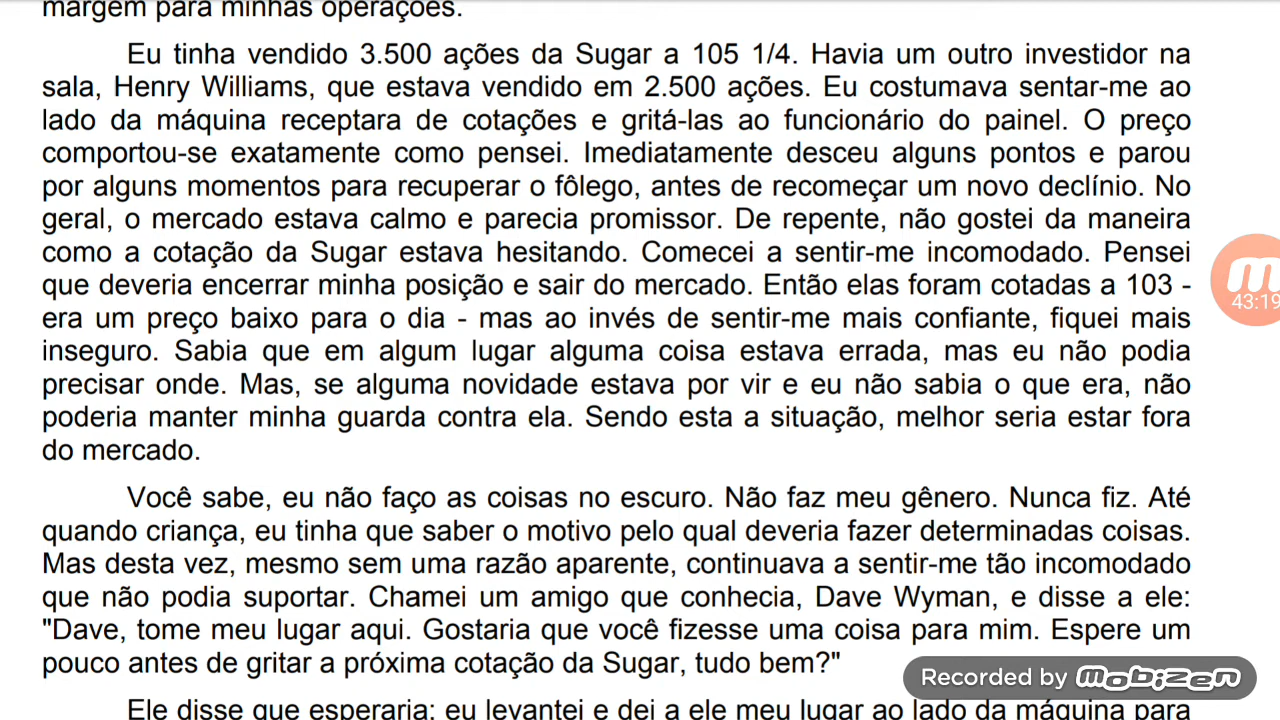 margem para minhas operações.
Eu tinha vendido 3.500 ações da Sugar a 105 1/4. Havia um outro investidor na
sala, Henry Williams, que estava vendido em 2.500 ações. Eu costumava sentar-me ao
lado da máquina receptara de cotações e gritá-las ao funcionário do painel. O preço
comportou-se exatamente como pensei. Imediatamente desceu alguns pontos e parou
por alguns momentos para recuperar o fôlego, antes de recomeçar um novo declínio. No
geral, o mercado estava calmo e parecia promissor. De repente, não gostei da maneira
como a cotação da Sugar estava hesitando. Comecei a sentir-me incomodado. Pensei
que deveria encerrar minha posição e sair do mercado. Então elas foram cotadas a 103 -
era um preço baixo para o dia - mas ao invés de sentir-me mais confiante, fiquei mais
inseguro. Sabia que em algum lugar alguma coisa estava errada, mas eu não podia
precisar onde. Mas, se alguma novidade estava por vir e eu não sabia o que era, não
poderia manter minha guarda contra ela. Sendo esta a situação, melhor seria estar fora
do mercado.
Você sabe, eu não faço as coisas no escuro. Não faz meu gênero. Nunca fiz. Até
quando criança, eu tinha que saber o motivo pelo qual deveria fazer determinadas coisas.
Mas desta vez, mesmo sem uma razão aparente, continuava a sentir-me tão incomodado
que não podia suportar. Chamei um amigo que conhecia, Dave Wyman, e disse a ele:
"Dave, tome meu lugar aqui. Gostaria que você fizesse uma coisa para mim. Espere um
pouco antes de gritar a próxima cotação da Sugar, tudo bem?"
Ele disse que esperaria; eu levantei e dei a ele meu lugar ao lado da máquina para
43:19
Recorded by mobizen